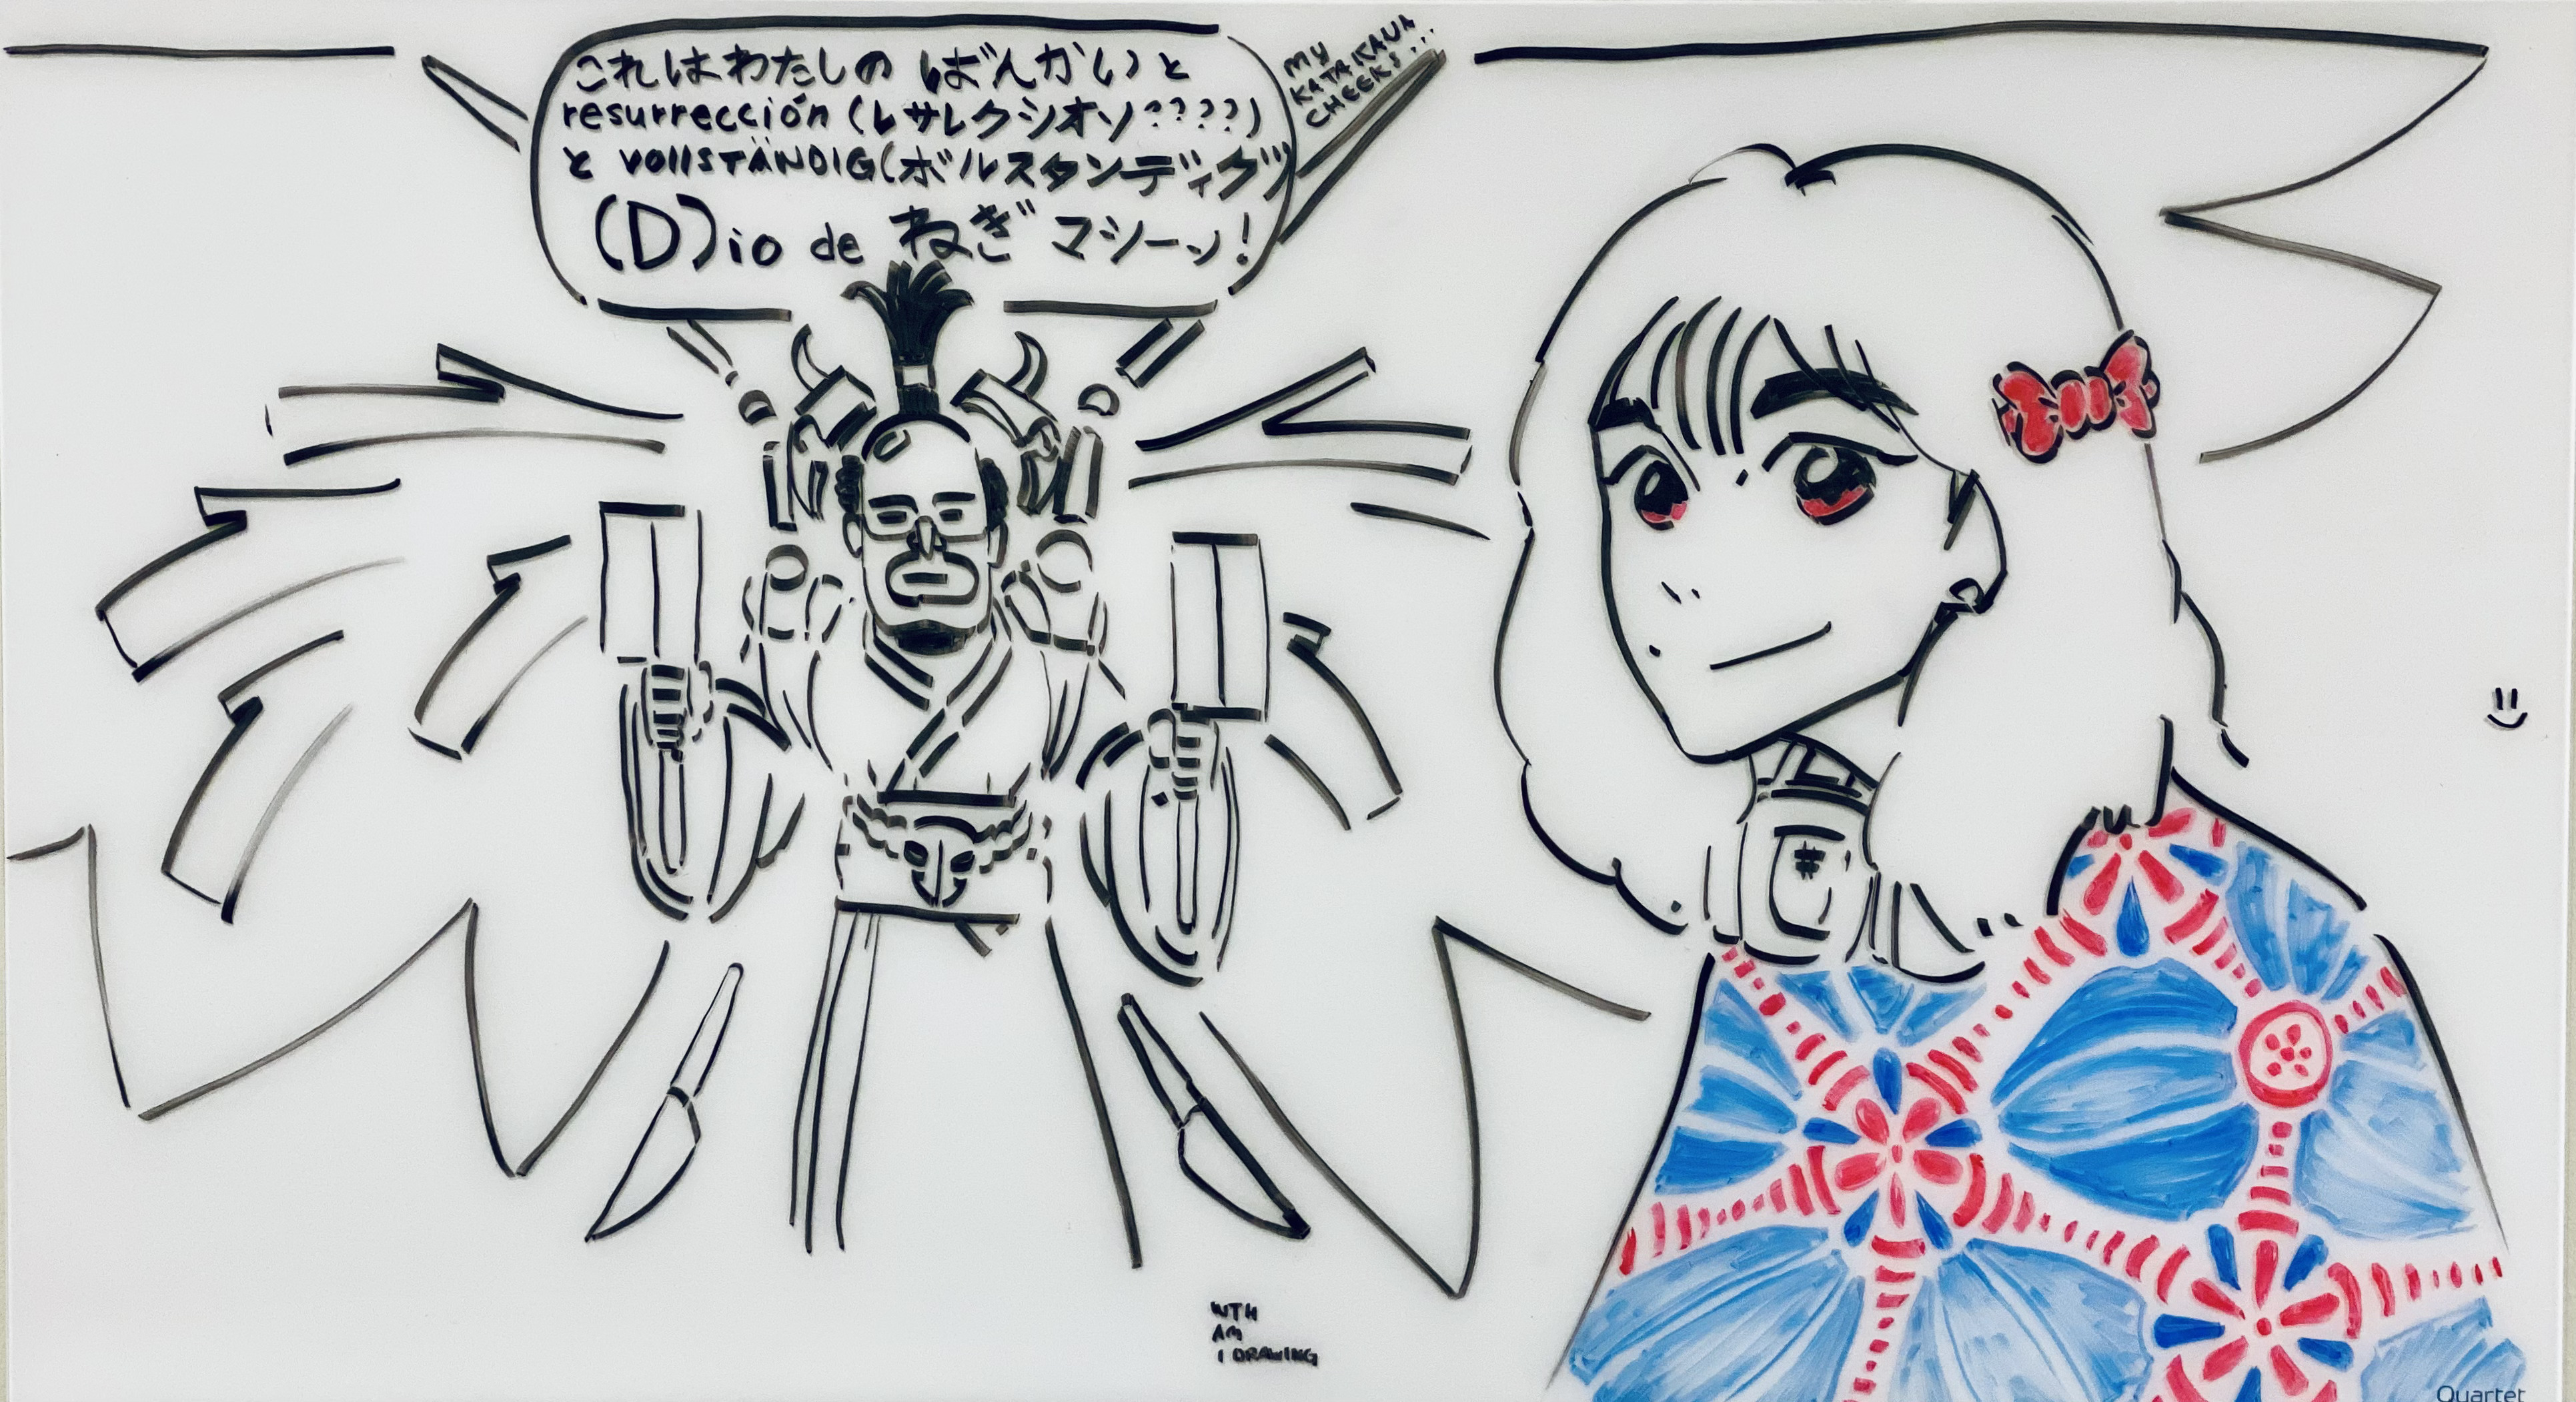 これはわたしの ばんかいと
resurrección (レサレクシオン????)
と VOllSTÄNDIG(ボルスタンディグ)
(D)io de ねぎ マシーン!
MY
KATAKANA
CHEEKS...
#
WTH
AM
I DRAWING
Quartet